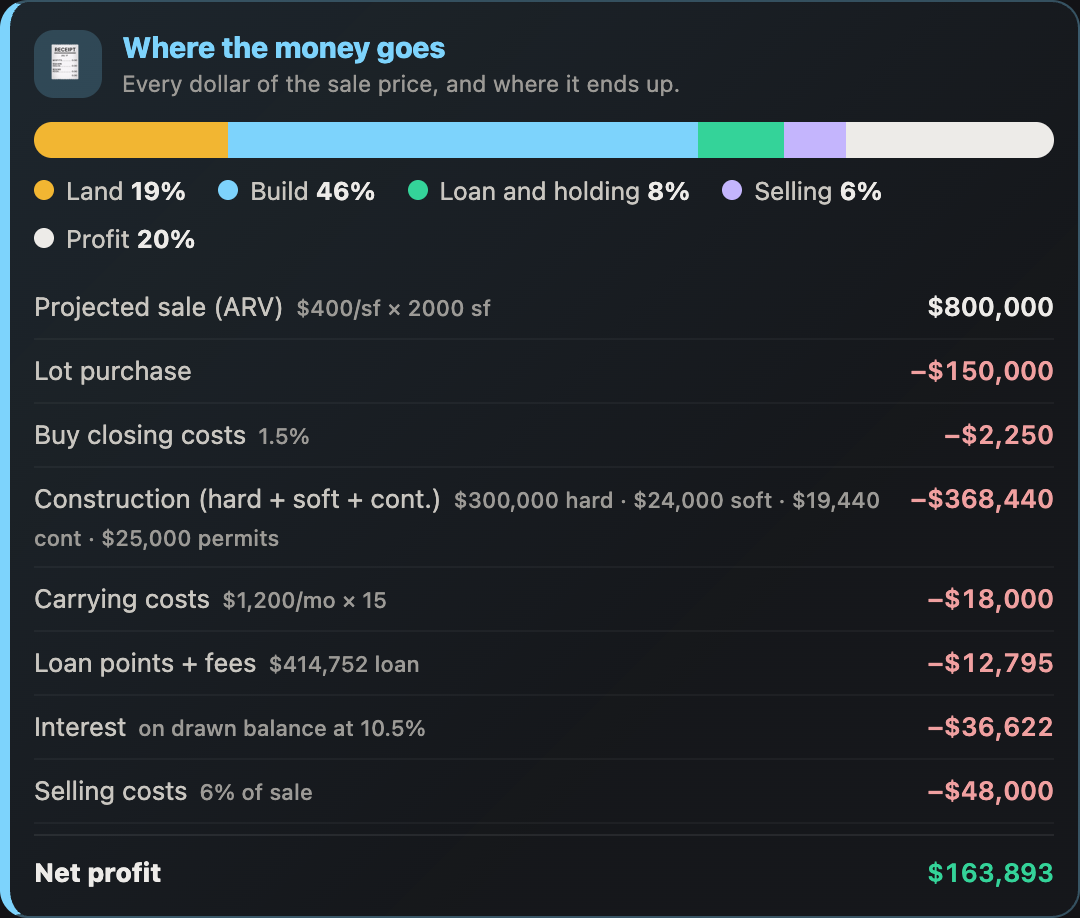 RECEIPT
Where the money goes
Every dollar of the sale price, and where it ends up.
Land 19% Build 46% Loan and holding 8% Selling 6%
Profit 20%
Projected sale (ARV) $400/sf × 2000 sf $800,000
Lot purchase −$150,000
Buy closing costs 1.5% −$2,250
Construction (hard + soft + cont.) $300,000 hard · $24,000 soft · $19,440 −$368,440
cont · $25,000 permits
Carrying costs $1,200/mo × 15 −$18,000
Loan points + fees $414,752 loan −$12,795
Interest on drawn balance at 10.5% −$36,622
Selling costs 6% of sale −$48,000
Net profit $163,893